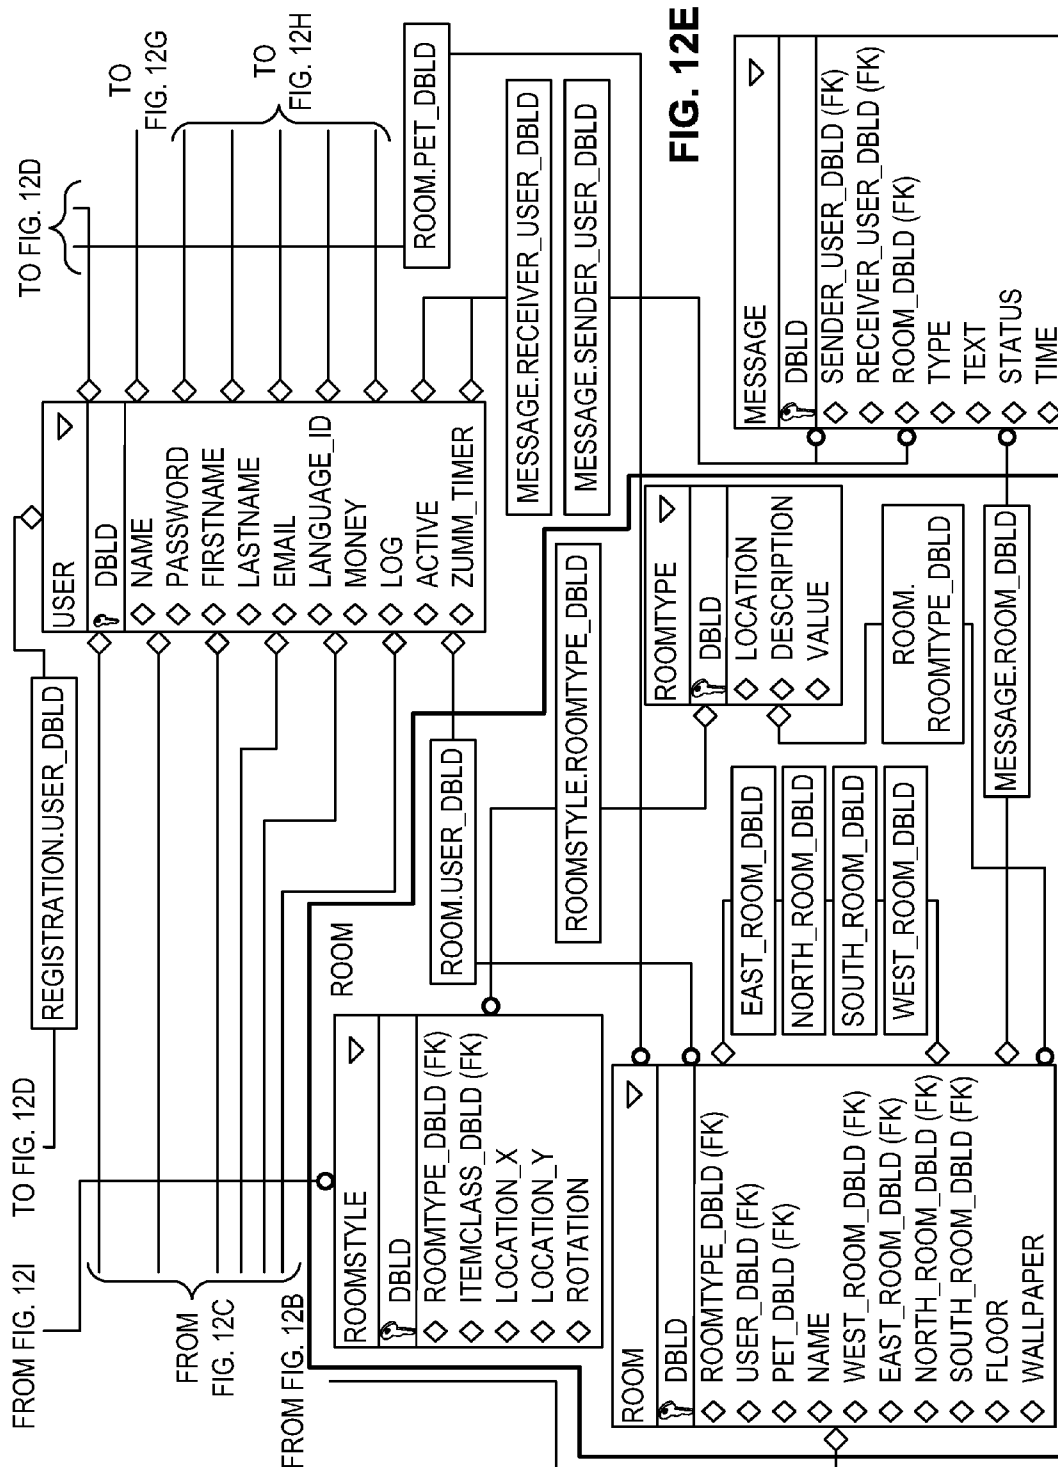 FROM FIG. 12I
TO FIG. 12D
REGISTRATION.USER_DBLD
TO FIG. 12D
TO
FIG. 12G
TO
FIG. 12H
USER
DBLD
NAME
PASSWORD
FIRSTNAME
LASTNAME
EMAIL
LANGUAGE_ID
MONEY
LOG
ACTIVE
ZUMM_TIMER
FROM
FIG. 12C
FROM FIG. 12B
ROOM.PET_DBLD
MESSAGE.RECEIVER_USER_DBLD
MESSAGE.SENDER_USER_DBLD
ROOM
ROOM.USER_DBLD
ROOMSTYLE
DBLD
ROOMTYPE_DBLD (FK)
ITEMCLASS_DBLD (FK)
LOCATION_X
LOCATION_Y
ROTATION
ROOMSTYLE.ROOMTYPE_DBLD
ROOMTYPE
DBLD
LOCATION
DESCRIPTION
VALUE
FIG. 12E
ROOM
DBLD
ROOMTYPE_DBLD (FK)
USER_DBLD (FK)
PET_DBLD (FK)
NAME
WEST_ROOM_DBLD (FK)
EAST_ROOM_DBLD (FK)
NORTH_ROOM_DBLD (FK)
SOUTH_ROOM_DBLD (FK)
FLOOR
WALLPAPER
EAST_ROOM_DBLD
NORTH_ROOM_DBLD
SOUTH_ROOM_DBLD
WEST_ROOM_DBLD
ROOM.
ROOMTYPE_DBLD
MESSAGE.ROOM_DBLD
MESSAGE
DBLD
SENDER_USER_DBLD (FK)
RECEIVER_USER_DBLD (FK)
ROOM_DBLD (FK)
TYPE
TEXT
STATUS
TIME